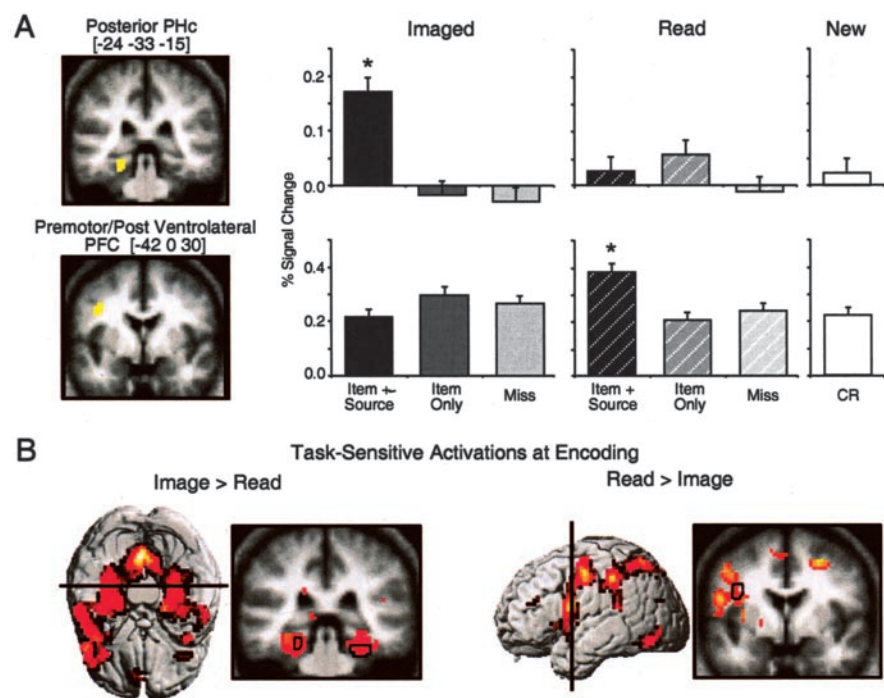 A
Posterior PHc
[-24 -33 -15]
Imaged
Read
New
*
0.2
0.1
0.0
Premotor/Post Ventrolateral
PFC [-42 0 30]
% Signal Change
*
0.4
0.2
0.0
Item +
Source
Item
Only
Miss
Item +
Source
Item
Only
Miss
CR
B
Task-Sensitive Activations at Encoding
Image > Read
Read > Image